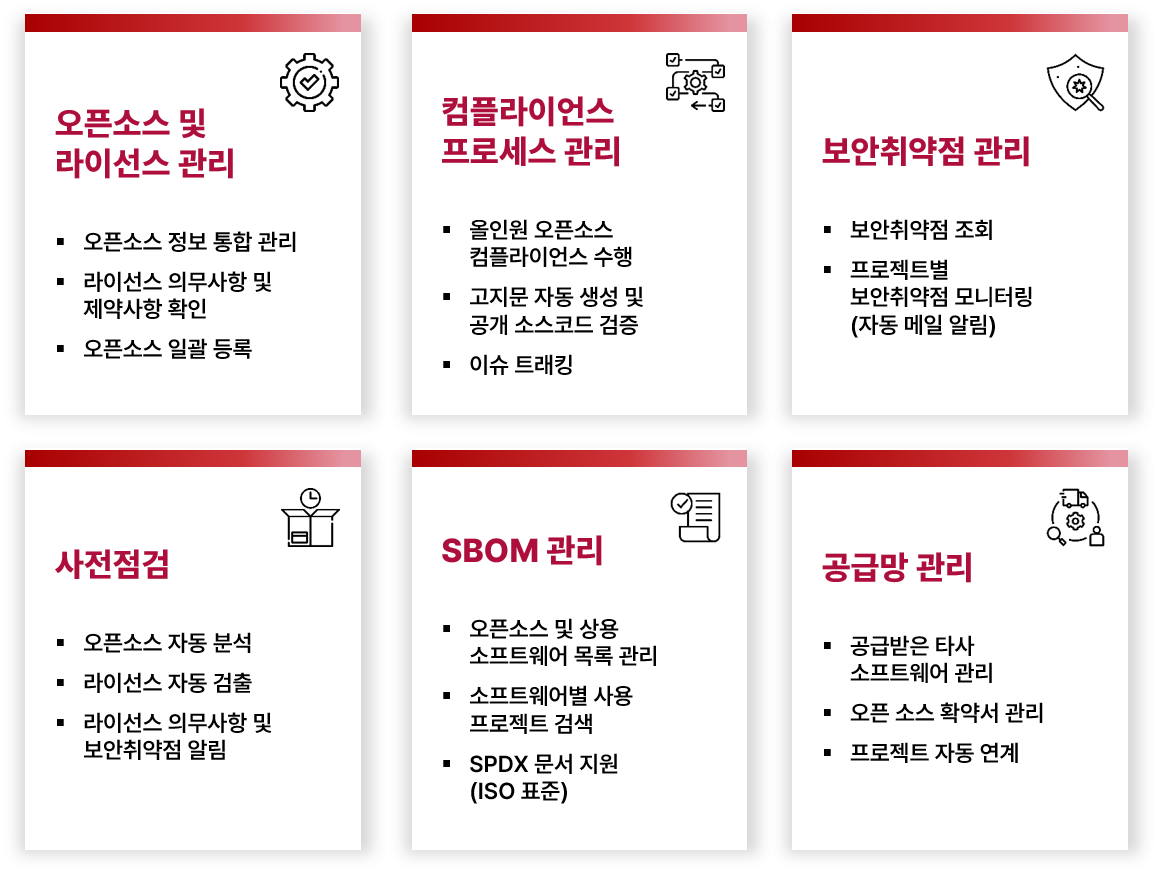 오픈소스 및
라이선스 관리
▪ 오픈소스 정보 통합 관리
▪ 라이선스 의무사항 및
제약사항 확인
▪ 오픈소스 일괄 등록
컴플라이언스
프로세스 관리
▪ 올인원 오픈소스
컴플라이언스 수행
▪ 고지문 자동 생성 및
공개 소스코드 검증
▪ 이슈 트래킹
보안취약점 관리
▪ 보안취약점 조회
▪ 프로젝트별
보안취약점 모니터링
(자동 메일 알림)
사전점검
▪ 오픈소스 자동 분석
▪ 라이선스 자동 검출
▪ 라이선스 의무사항 및
보안취약점 알림
SBOM 관리
▪ 오픈소스 및 상용
소프트웨어 목록 관리
▪ 소프트웨어별 사용
프로젝트 검색
▪ SPDX 문서 지원
(ISO 표준)
공급망 관리
▪ 공급받은 타사
소프트웨어 관리
▪ 오픈 소스 확약서 관리
▪ 프로젝트 자동 연계